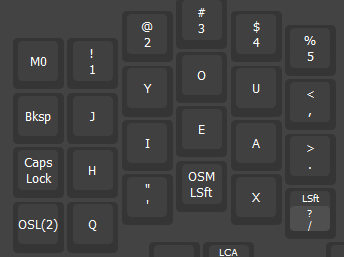 #
@
3
$
2
4
%
!
5
M0
1
O
Y
U
<
,
Bksp
J
E
I
A
>
.
Caps
Lock
H
OSM
LSft
"
'
X
LSft
?
/
OSL(2)
Q
LCA